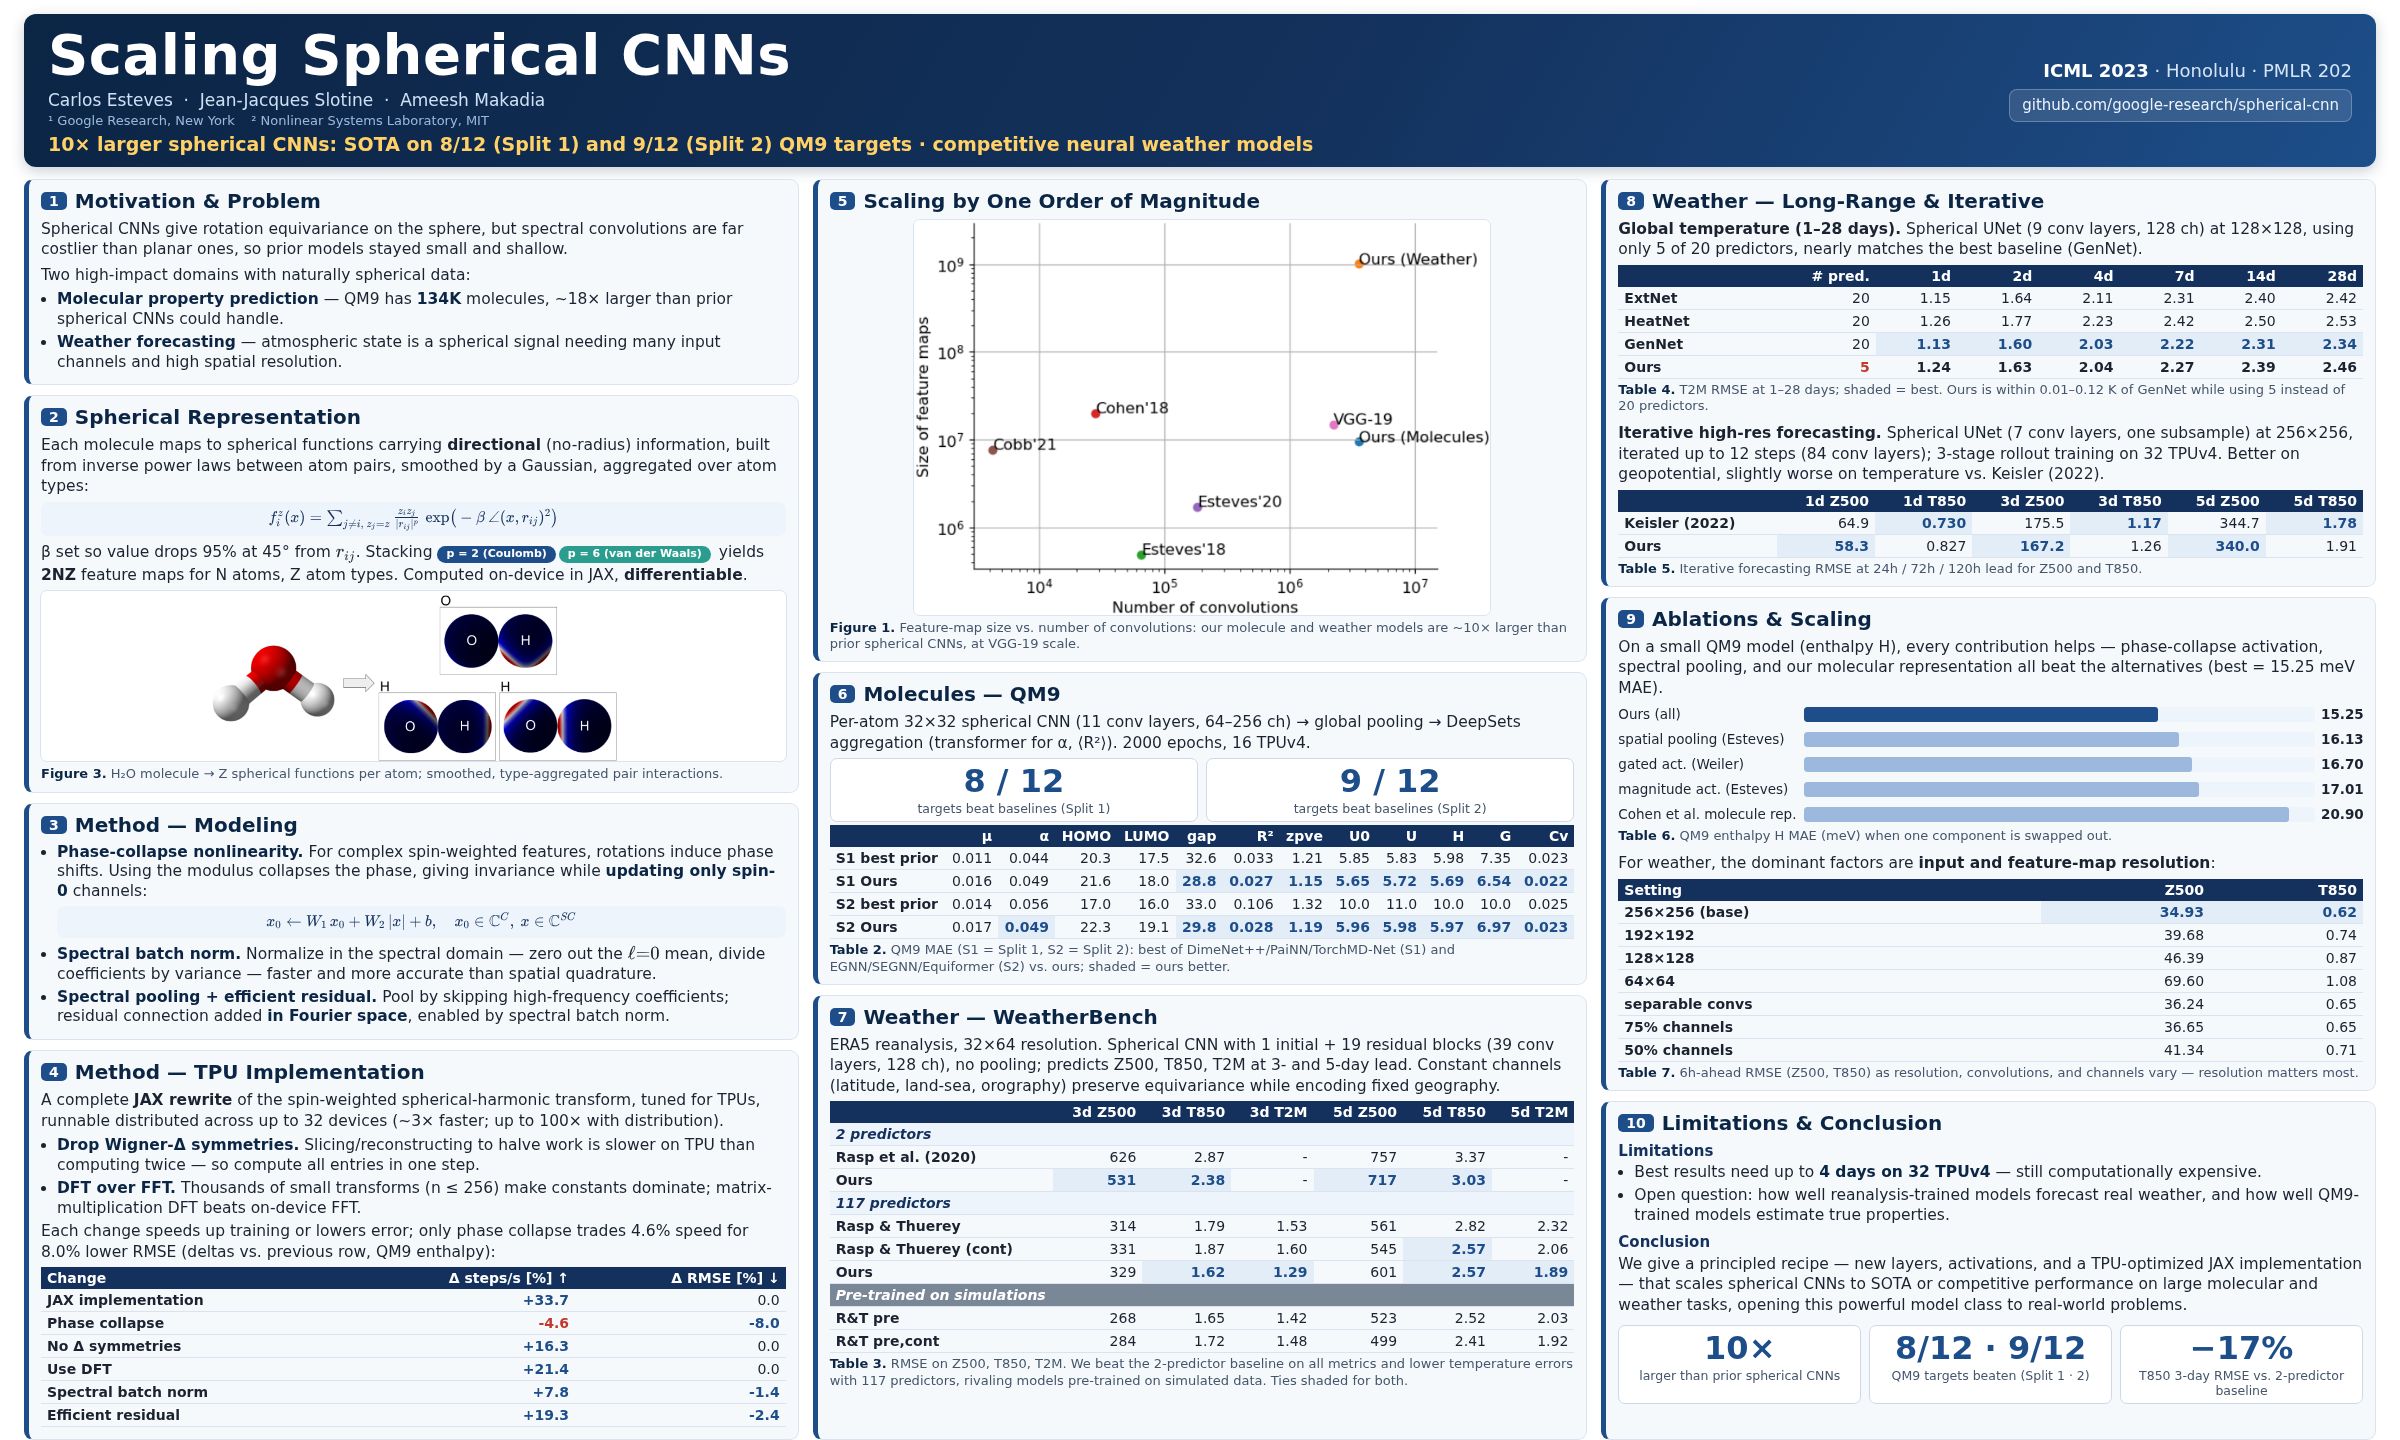 Scaling Spherical CNNs
Carlos Esteves · Jean-Jacques Slotine · Ameesh Makadia
¹ Google Research, New York ² Nonlinear Systems Laboratory, MIT
10× larger spherical CNNs: SOTA on 8/12 (Split 1) and 9/12 (Split 2) QM9 targets · competitive neural weather models
ICML 2023 · Honolulu · PMLR 202
github.com/google-research/spherical-cnn
1 Motivation & Problem
Spherical CNNs give rotation equivariance on the sphere, but spectral convolutions are far
costlier than planar ones, so prior models stayed small and shallow.
Two high-impact domains with naturally spherical data:
• Molecular property prediction — QM9 has 134K molecules, ~18× larger than prior
spherical CNNs could handle.
• Weather forecasting — atmospheric state is a spherical signal needing many input
channels and high spatial resolution.
2 Spherical Representation
Each molecule maps to spherical functions carrying directional (no-radius) information, built
from inverse power laws between atom pairs, smoothed by a Gaussian, aggregated over atom
types:
f_i^z(x) = ∑_{j≠i, z_j=z} \frac{z_i z_j}{|r_{ij}|^p} exp(− β ∠(x, r_{ij})²)
β set so value drops 95% at 45° from r_{ij}. Stacking p = 2 (Coulomb) p = 6 (van der Waals) yields
2NZ feature maps for N atoms, Z atom types. Computed on-device in JAX, differentiable.
O
O H
H H
O H O H
Figure 3. H₂O molecule → Z spherical functions per atom; smoothed, type-aggregated pair interactions.
3 Method — Modeling
• Phase-collapse nonlinearity. For complex spin-weighted features, rotations induce phase
shifts. Using the modulus collapses the phase, giving invariance while updating only spin-
0 channels:
x₀ ← W₁ x₀ + W₂ |x| + b, x₀ ∈ ℂ^C, x ∈ ℂ^{SC}
• Spectral batch norm. Normalize in the spectral domain — zero out the ℓ=0 mean, divide
coefficients by variance — faster and more accurate than spatial quadrature.
• Spectral pooling + efficient residual. Pool by skipping high-frequency coefficients;
residual connection added in Fourier space, enabled by spectral batch norm.
4 Method — TPU Implementation
A complete JAX rewrite of the spin-weighted spherical-harmonic transform, tuned for TPUs,
runnable distributed across up to 32 devices (~3× faster; up to 100× with distribution).
• Drop Wigner-Δ symmetries. Slicing/reconstructing to halve work is slower on TPU than
computing twice — so compute all entries in one step.
• DFT over FFT. Thousands of small transforms (n ≤ 256) make constants dominate; matrix-
multiplication DFT beats on-device FFT.
Each change speeds up training or lowers error; only phase collapse trades 4.6% speed for
8.0% lower RMSE (deltas vs. previous row, QM9 enthalpy):
Change Δ steps/s [%] ↑ Δ RMSE [%] ↓
JAX implementation +33.7 0.0
Phase collapse -4.6 -8.0
No Δ symmetries +16.3 0.0
Use DFT +21.4 0.0
Spectral batch norm +7.8 -1.4
Efficient residual +19.3 -2.4
5 Scaling by One Order of Magnitude
Size of feature maps
10⁹
10⁸
10⁷
10⁶
Ours (Weather)
Cohen'18
VGG-19
Ours (Molecules)
Cobb'21
Esteves'20
Esteves'18
10⁴ 10⁵ 10⁶ 10⁷
Number of convolutions
Figure 1. Feature-map size vs. number of convolutions: our molecule and weather models are ~10× larger than
prior spherical CNNs, at VGG-19 scale.
6 Molecules — QM9
Per-atom 32×32 spherical CNN (11 conv layers, 64–256 ch) → global pooling → DeepSets
aggregation (transformer for α, ⟨R²⟩). 2000 epochs, 16 TPUv4.
8 / 12
targets beat baselines (Split 1)
9 / 12
targets beat baselines (Split 2)
μ α HOMO LUMO gap R² zpve U0 U H G Cv
S1 best prior 0.011 0.044 20.3 17.5 32.6 0.033 1.21 5.85 5.83 5.98 7.35 0.023
S1 Ours 0.016 0.049 21.6 18.0 28.8 0.027 1.15 5.65 5.72 5.69 6.54 0.022
S2 best prior 0.014 0.056 17.0 16.0 33.0 0.106 1.32 10.0 11.0 10.0 10.0 0.025
S2 Ours 0.017 0.049 22.3 19.1 29.8 0.028 1.19 5.96 5.98 5.97 6.97 0.023
Table 2. QM9 MAE (S1 = Split 1, S2 = Split 2): best of DimeNet++/PaiNN/TorchMD-Net (S1) and
EGNN/SEGNN/Equiformer (S2) vs. ours; shaded = ours better.
7 Weather — WeatherBench
ERA5 reanalysis, 32×64 resolution. Spherical CNN with 1 initial + 19 residual blocks (39 conv
layers, 128 ch), no pooling; predicts Z500, T850, T2M at 3- and 5-day lead. Constant channels
(latitude, land-sea, orography) preserve equivariance while encoding fixed geography.
3d Z500 3d T850 3d T2M 5d Z500 5d T850 5d T2M
2 predictors
Rasp et al. (2020) 626 2.87 - 757 3.37 -
Ours 531 2.38 - 717 3.03 -
117 predictors
Rasp & Thuerey 314 1.79 1.53 561 2.82 2.32
Rasp & Thuerey (cont) 331 1.87 1.60 545 2.57 2.06
Ours 329 1.62 1.29 601 2.57 1.89
Pre-trained on simulations
R&T pre 268 1.65 1.42 523 2.52 2.03
R&T pre,cont 284 1.72 1.48 499 2.41 1.92
Table 3. RMSE on Z500, T850, T2M. We beat the 2-predictor baseline on all metrics and lower temperature errors
with 117 predictors, rivaling models pre-trained on simulated data. Ties shaded for both.
8 Weather — Long-Range & Iterative
Global temperature (1–28 days). Spherical UNet (9 conv layers, 128 ch) at 128×128, using
only 5 of 20 predictors, nearly matches the best baseline (GenNet).
# pred. 1d 2d 4d 7d 14d 28d
ExtNet 20 1.15 1.64 2.11 2.31 2.40 2.42
HeatNet 20 1.26 1.77 2.23 2.42 2.50 2.53
GenNet 20 1.13 1.60 2.03 2.22 2.31 2.34
Ours 5 1.24 1.63 2.04 2.27 2.39 2.46
Table 4. T2M RMSE at 1–28 days; shaded = best. Ours is within 0.01–0.12 K of GenNet while using 5 instead of
20 predictors.
Iterative high-res forecasting. Spherical UNet (7 conv layers, one subsample) at 256×256,
iterated up to 12 steps (84 conv layers); 3-stage rollout training on 32 TPUv4. Better on
geopotential, slightly worse on temperature vs. Keisler (2022).
1d Z500 1d T850 3d Z500 3d T850 5d Z500 5d T850
Keisler (2022) 64.9 0.730 175.5 1.17 344.7 1.78
Ours 58.3 0.827 167.2 1.26 340.0 1.91
Table 5. Iterative forecasting RMSE at 24h / 72h / 120h lead for Z500 and T850.
9 Ablations & Scaling
On a small QM9 model (enthalpy H), every contribution helps — phase-collapse activation,
spectral pooling, and our molecular representation all beat the alternatives (best = 15.25 meV
MAE).
Ours (all) 15.25
spatial pooling (Esteves) 16.13
gated act. (Weiler) 16.70
magnitude act. (Esteves) 17.01
Cohen et al. molecule rep. 20.90
Table 6. QM9 enthalpy H MAE (meV) when one component is swapped out.
For weather, the dominant factors are input and feature-map resolution:
Setting Z500 T850
256×256 (base) 34.93 0.62
192×192 39.68 0.74
128×128 46.39 0.87
64×64 69.60 1.08
separable convs 36.24 0.65
75% channels 36.65 0.65
50% channels 41.34 0.71
Table 7. 6h-ahead RMSE (Z500, T850) as resolution, convolutions, and channels vary — resolution matters most.
10 Limitations & Conclusion
Limitations
• Best results need up to 4 days on 32 TPUv4 — still computationally expensive.
• Open question: how well reanalysis-trained models forecast real weather, and how well QM9-
trained models estimate true properties.
Conclusion
We give a principled recipe — new layers, activations, and a TPU-optimized JAX implementation
— that scales spherical CNNs to SOTA or competitive performance on large molecular and
weather tasks, opening this powerful model class to real-world problems.
10×
larger than prior spherical CNNs
8/12 · 9/12
QM9 targets beaten (Split 1 · 2)
−17%
T850 3-day RMSE vs. 2-predictor
baseline